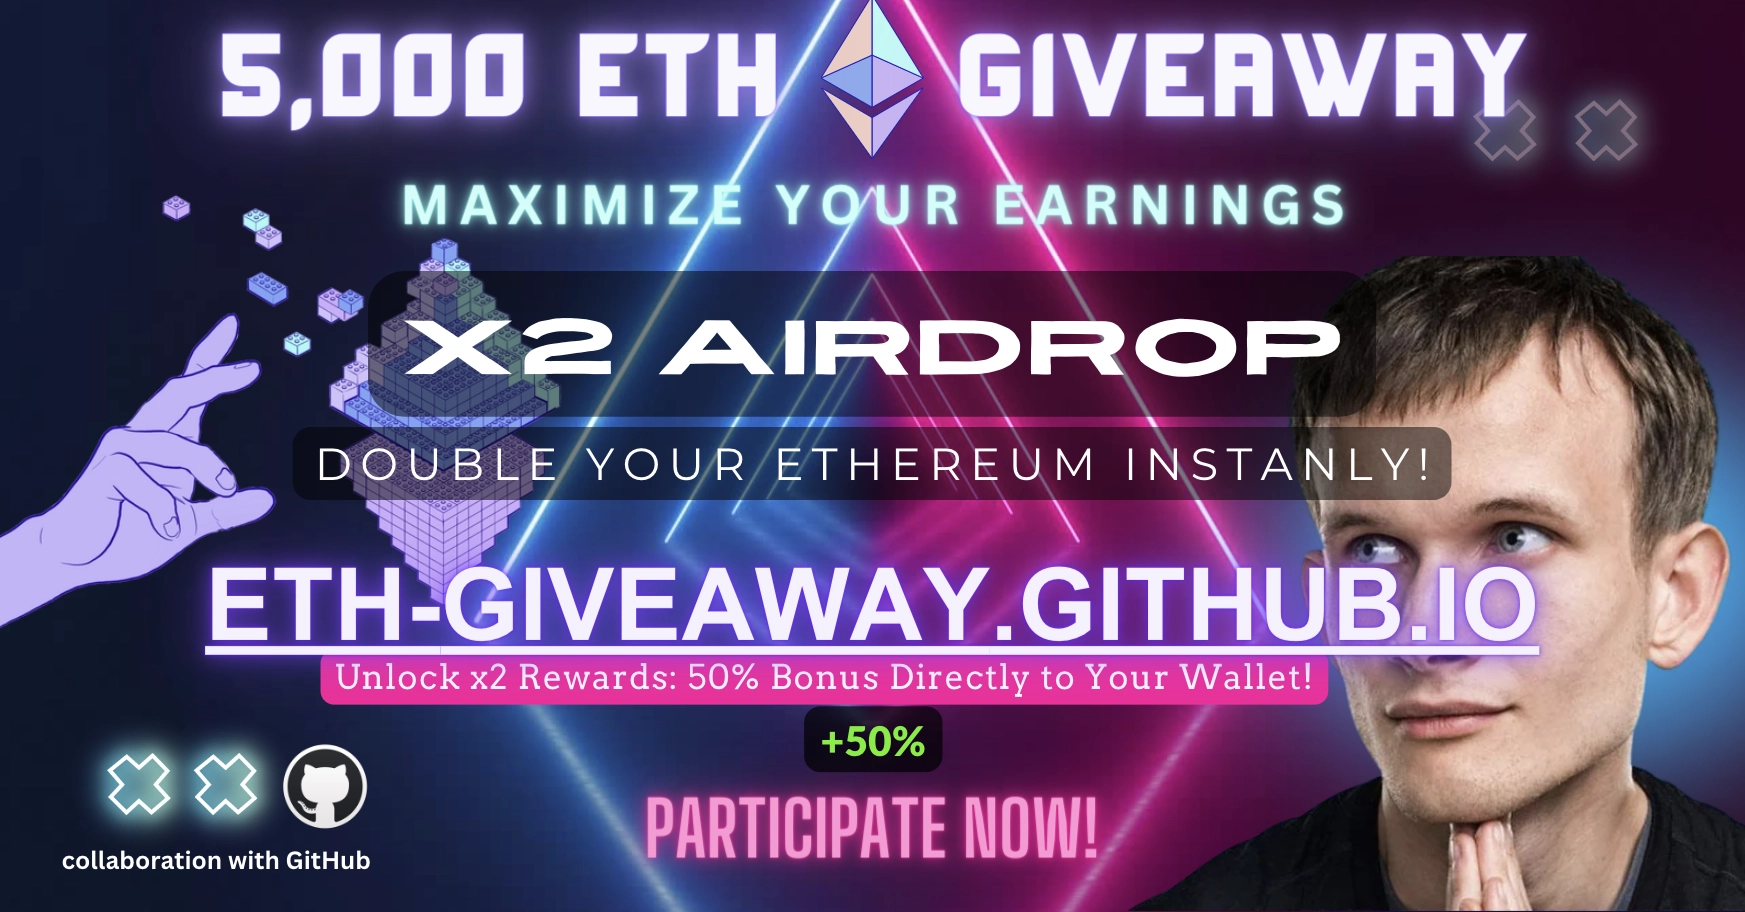 5,000 ETH GIVEAWAY
MAXIMIZE YOUR EARNINGS
X2 AIRDROP
DOUBLE YOUR ETHEREUM INSTANLY!
ETH-GIVEAWAY.GITHUB.IO
Unlock x2 Rewards: 50% Bonus Directly to Your Wallet!
+50%
PARTICIPATE NOW!
collaboration with GitHub